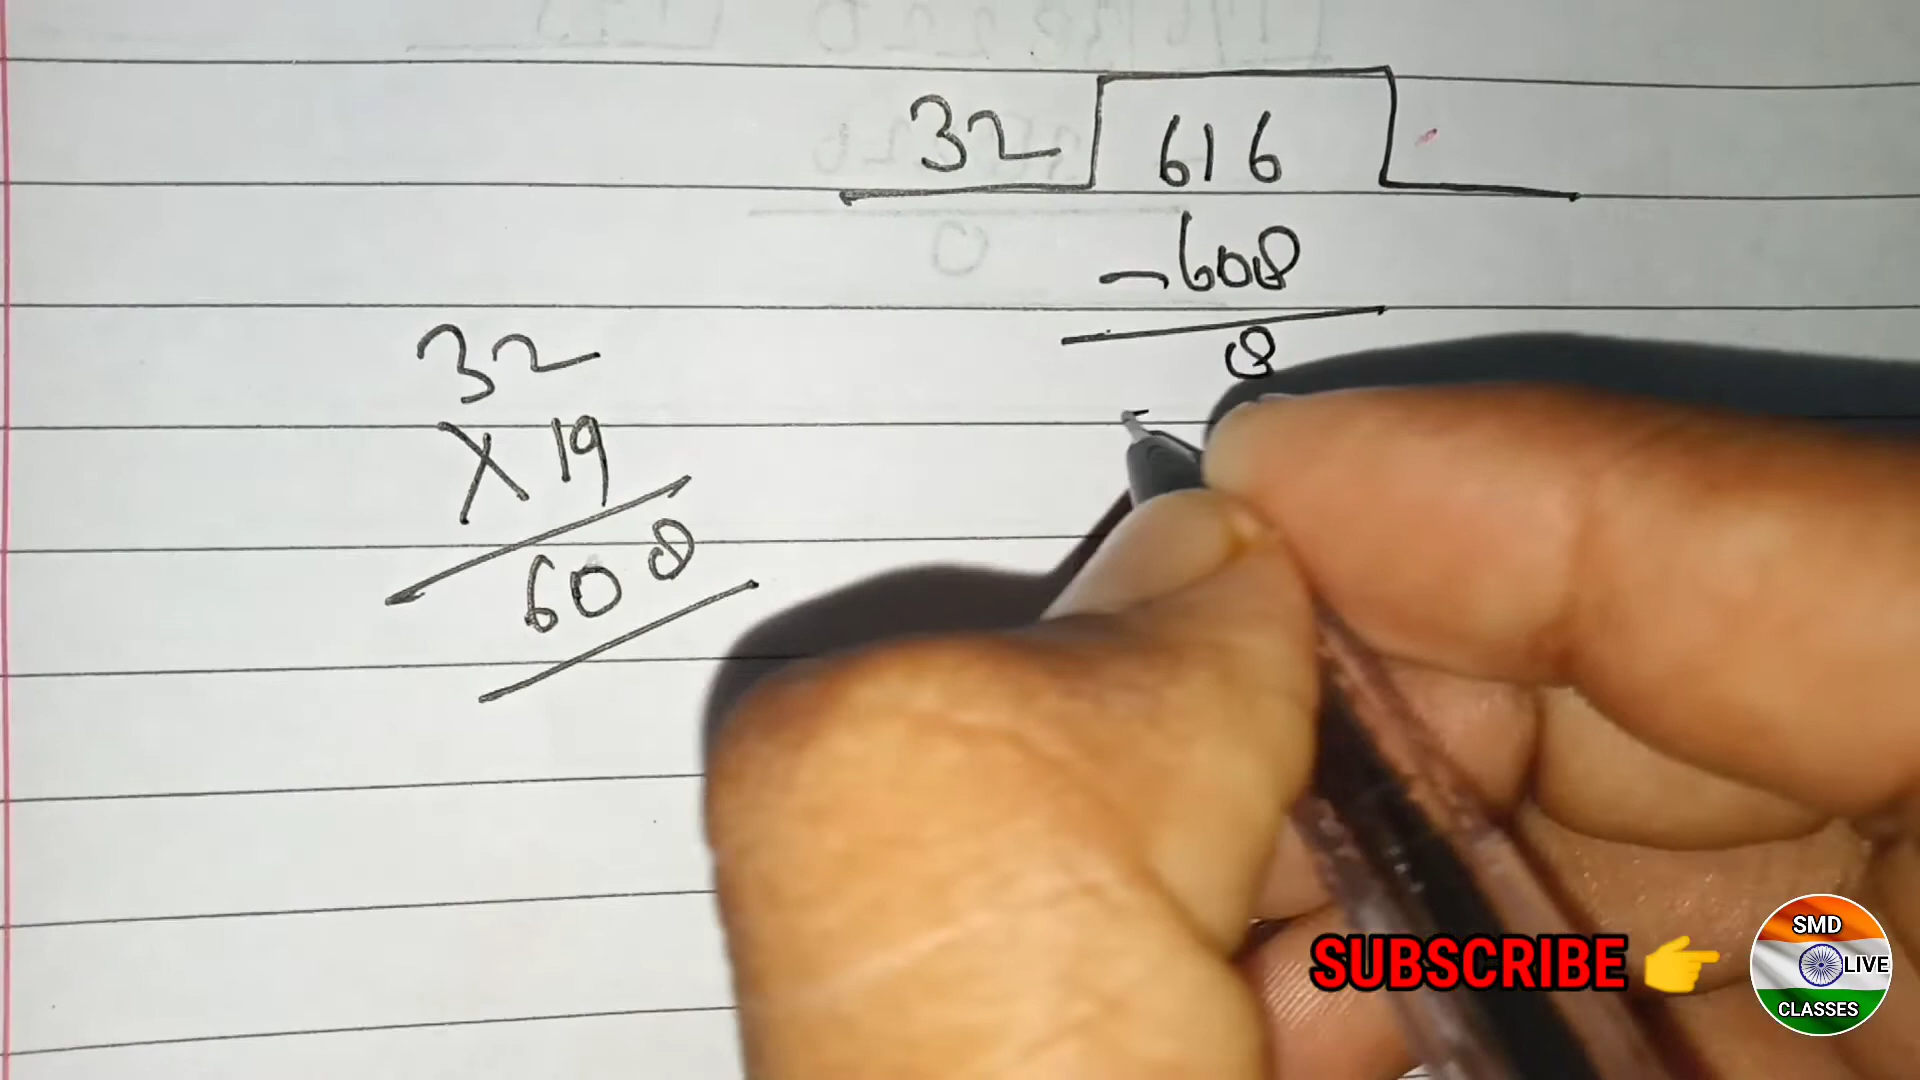 32 616
-608
8
32
X 19
608
SUBSCRIBE 👉
SMD
LIVE
CLASSES